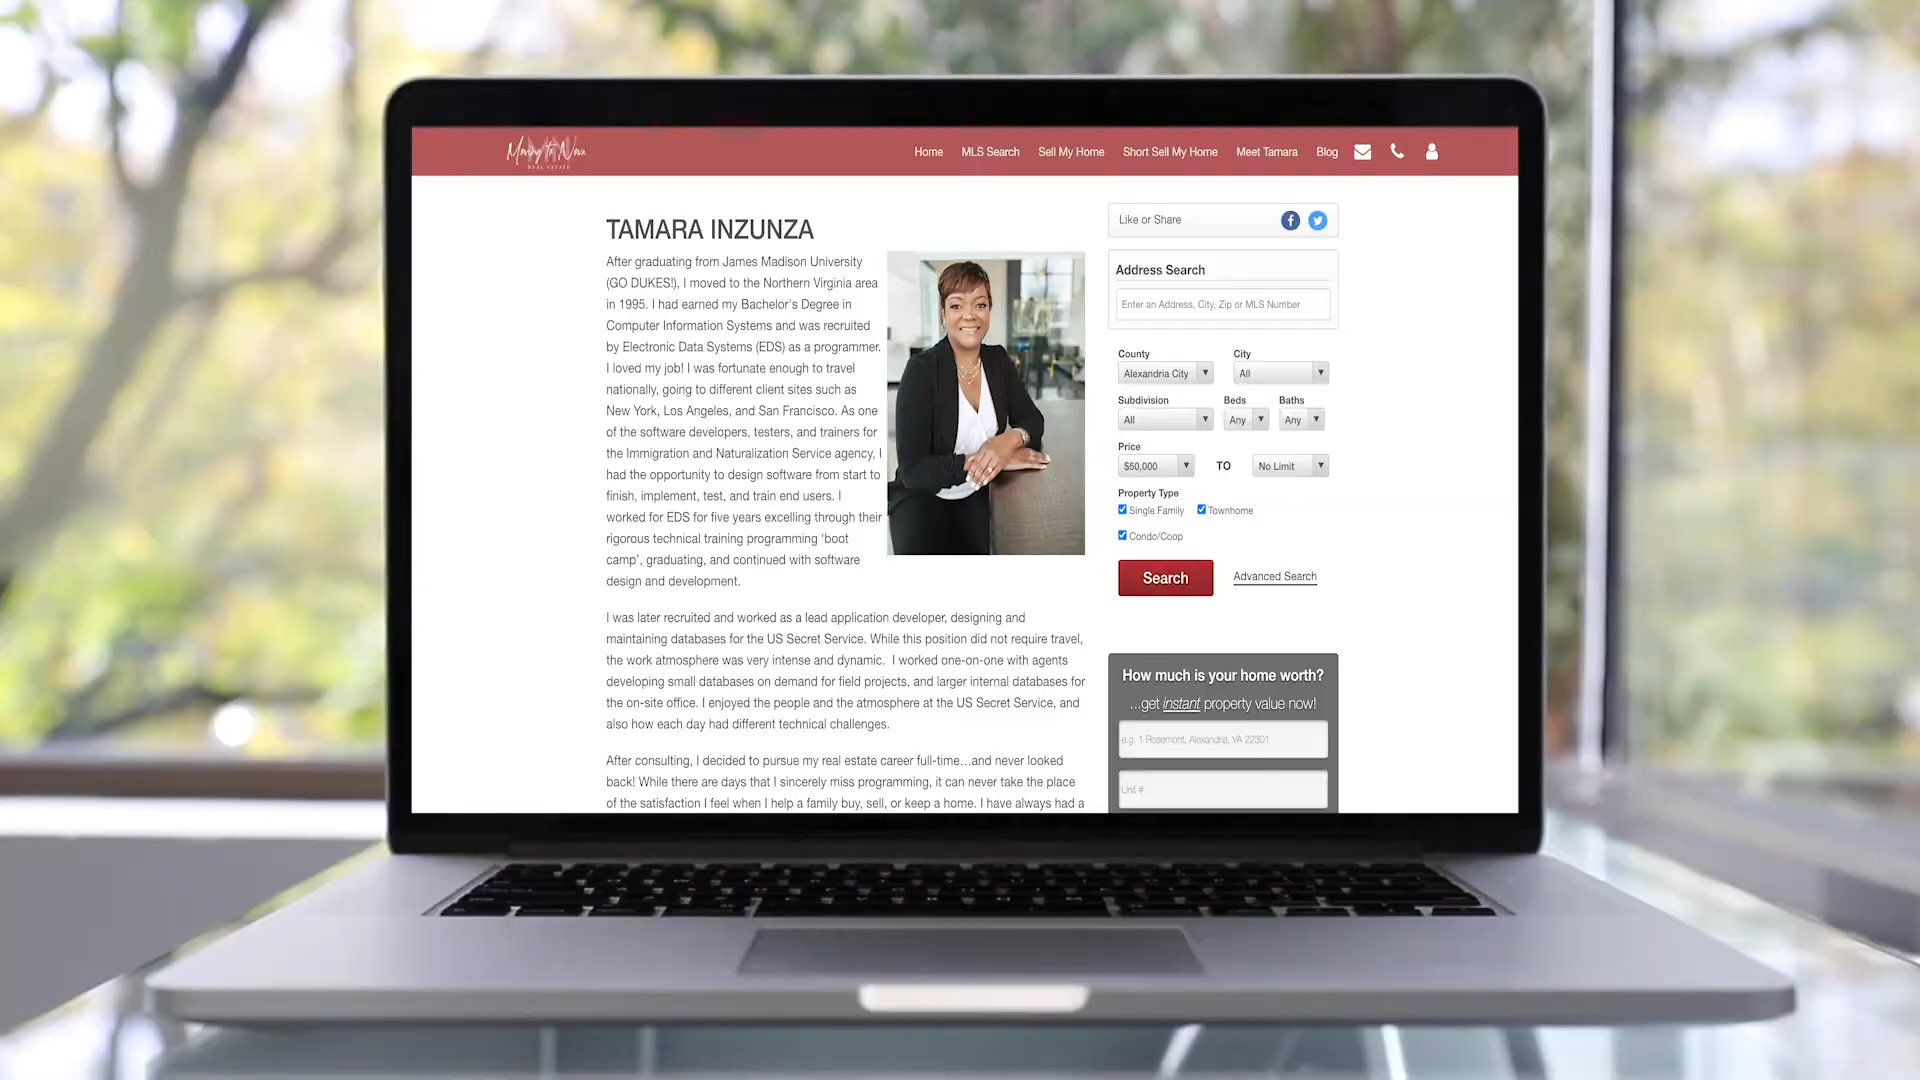 Moving to Nova
REAL ESTATE
Home MLS Search Sell My Home Short Sell My Home Meet Tamara Blog
TAMARA INZUNZA
After graduating from James Madison University
(GO DUKES!), I moved to the Northern Virginia area
in 1995. I had earned my Bachelor's Degree in
Computer Information Systems and was recruited
by Electronic Data Systems (EDS) as a programmer.
I loved my job! I was fortunate enough to travel
nationally, going to different client sites such as
New York, Los Angeles, and San Francisco. As one
of the software developers, testers, and trainers for
the Immigration and Naturalization Service agency, I
had the opportunity to design software from start to
finish, implement, test, and train end users. I
worked for EDS for five years excelling through their
rigorous technical training programming ‘boot
camp’, graduating, and continued with software
design and development.
I was later recruited and worked as a lead application developer, designing and
maintaining databases for the US Secret Service. While this position did not require travel,
the work atmosphere was very intense and dynamic. I worked one-on-one with agents
developing small databases on demand for field projects, and larger internal databases for
the on-site office. I enjoyed the people and the atmosphere at the US Secret Service, and
also how each day had different technical challenges.
After consulting, I decided to pursue my real estate career full-time…and never looked
back! While there are days that I sincerely miss programming, it can never take the place
of the satisfaction I feel when I help a family buy, sell, or keep a home. I have always had a
Like or Share
Address Search
Enter an Address, City, Zip or MLS Number
County City
Alexandria City All
Subdivision Beds Baths
All Any Any
Price
$50,000 TO No Limit
Property Type
Single Family Townhome
Condo/Coop
Search Advanced Search
How much is your home worth?
...get instant property value now!
e.g. 1 Rosemont, Alexandria, VA 22301
Unit #